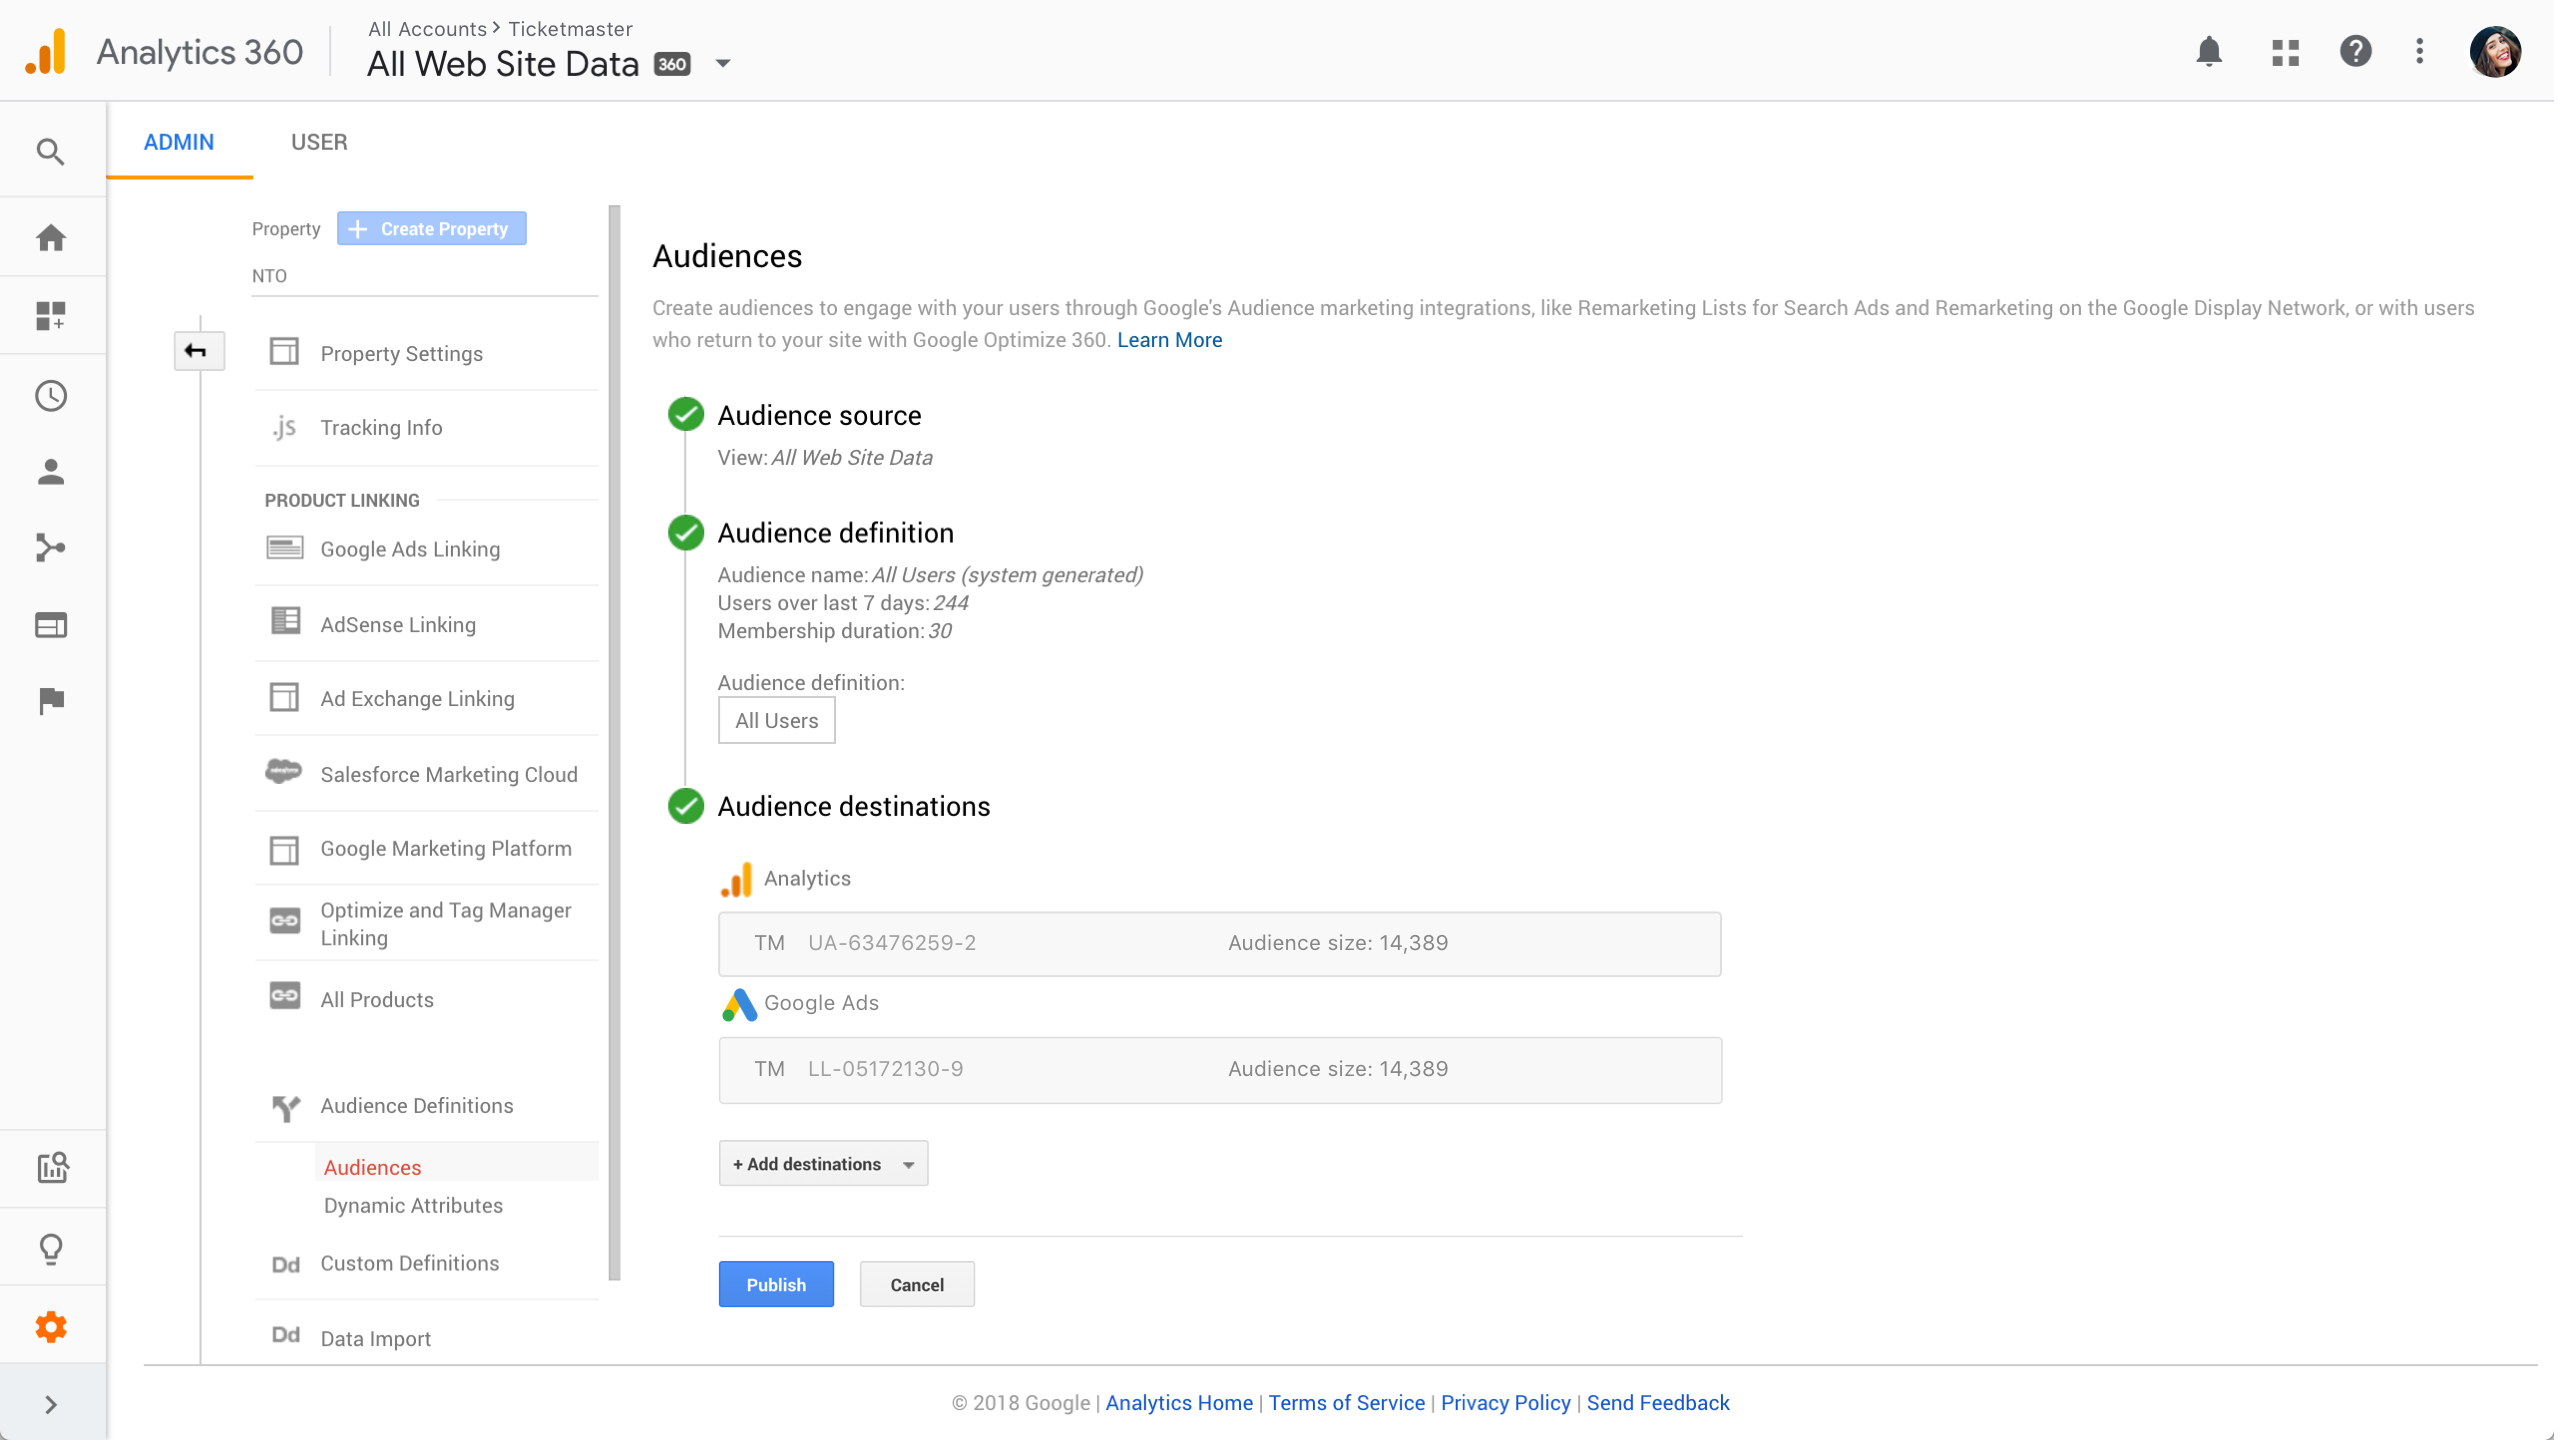 Analytics 360
All Accounts > Ticketmaster
All Web Site Data 360
ADMIN
USER
Property
+ Create Property
NTO
Property Settings
.js Tracking Info
PRODUCT LINKING
Google Ads Linking
AdSense Linking
Ad Exchange Linking
Salesforce Marketing Cloud
Google Marketing Platform
Optimize and Tag Manager
Linking
All Products
Audience Definitions
Audiences
Dynamic Attributes
Dd Custom Definitions
Dd Data Import
Audiences
Create audiences to engage with your users through Google's Audience marketing integrations, like Remarketing Lists for Search Ads and Remarketing on the Google Display Network, or with users
who return to your site with Google Optimize 360. Learn More
Audience source
View: All Web Site Data
Audience definition
Audience name: All Users (system generated)
Users over last 7 days: 244
Membership duration: 30
Audience definition:
All Users
Audience destinations
Analytics
TM UA-63476259-2 Audience size: 14,389
Google Ads
TM LL-05172130-9 Audience size: 14,389
+ Add destinations
Publish
Cancel
© 2018 Google | Analytics Home | Terms of Service | Privacy Policy | Send Feedback